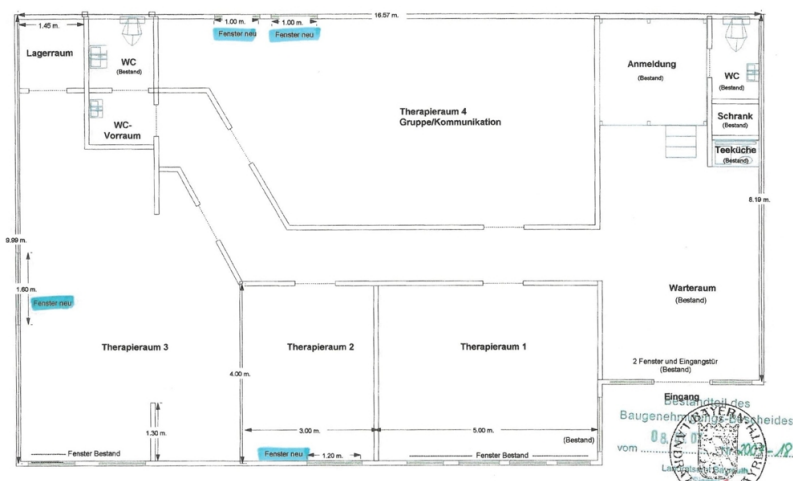 16.57 m.
1.00 m.
1.00 m.
Fenster neu
Fenster neu
1.45 m.
Lagerraum
WC
(Bestand)
WC-
Vorraum
Therapieraum 4
Gruppe/Kommunikation
Anmeldung
(Bestand)
WC
(Bestand)
Schrank
(Bestand)
Teeküche
(Bestand)
8.19 m.
9.99 m.
1.60 m.
Fenster neu
Warteraum
(Bestand)
Therapieraum 3
Therapieraum 2
Therapieraum 1
2 Fenster und Eingangstür
(Bestand)
4.00 m.
Eingang
1.30 m.
3.00 m.
5.00 m.
(Bestand)
Fenster Bestand
Fenster neu
1.20 m.
Fenster Bestand
Bestandteil des
vom